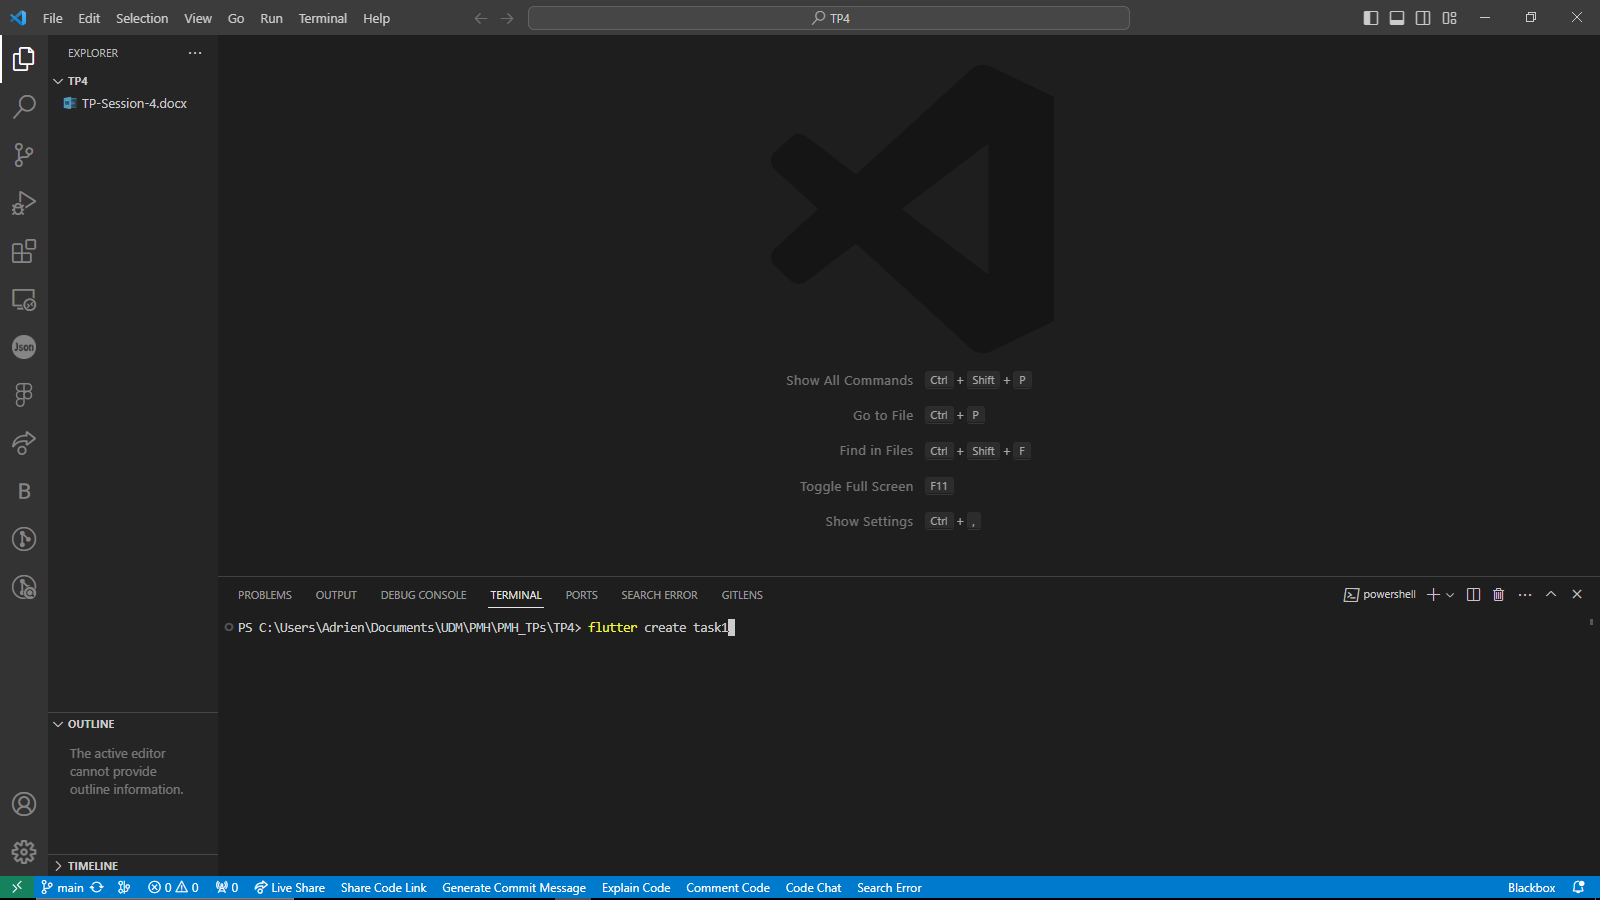 File Edit Selection View Go Run Terminal Help
TP4
EXPLORER
TP4
TP-Session-4.docx
Json
B
Show All Commands Ctrl + Shift + P
Go to File Ctrl + P
Find in Files Ctrl + Shift + F
Toggle Full Screen F11
Show Settings Ctrl + ,
PROBLEMS OUTPUT DEBUG CONSOLE TERMINAL PORTS SEARCH ERROR GITLENS
powershell
PS C:\Users\Adrien\Documents\UDM\PMH\PMH_TPs\TP4> flutter create task1
OUTLINE
The active editor
cannot provide
outline information.
TIMELINE
main 0 0 0 Live Share Share Code Link Generate Commit Message Explain Code Comment Code Code Chat Search Error Blackbox